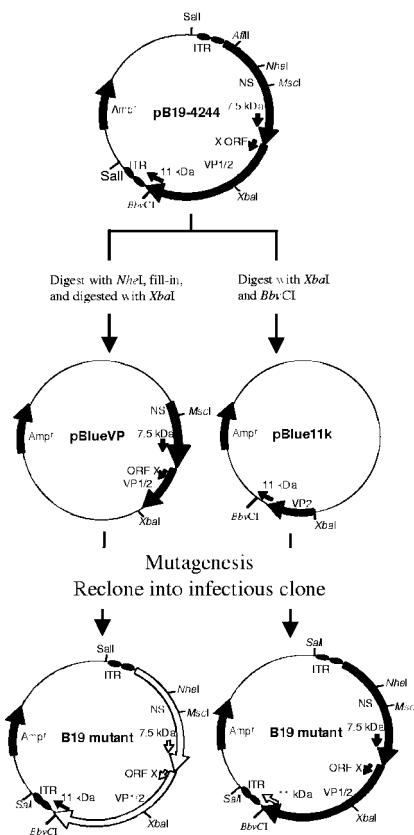 SalI
ITR
AflII
NheI
NS
MscI
Ampr
pB19-4244
7.5 kDa
X ORF
VP1/2
ITR
11 kDa
SalI
BbvCI
XbaI
Digest with NheI, fill-in,
and digested with XbaI
Digest with XbaI
and BbvCI
NS
MscI
Ampr
pBlueVP
7.5 kDa
ORF X
VP1/2
XbaI
Ampr
pBlue11k
11 kDa
VP2
BbvCI
XbaI
Mutagenesis
Reclone into infectious clone
SalI
ITR
NheI
NS
MscI
Ampr
B19 mutant
7.5 kDa
ORF X
ITR
11 kDa
VP1/2
SalI
BbvCI
XbaI
SalI
ITR
NheI
NS
MscI
Ampr
B19 mutant
7.5 kDa
ORF X
ITR
11 kDa
VP1/2
SalI
BbvCI
XbaI